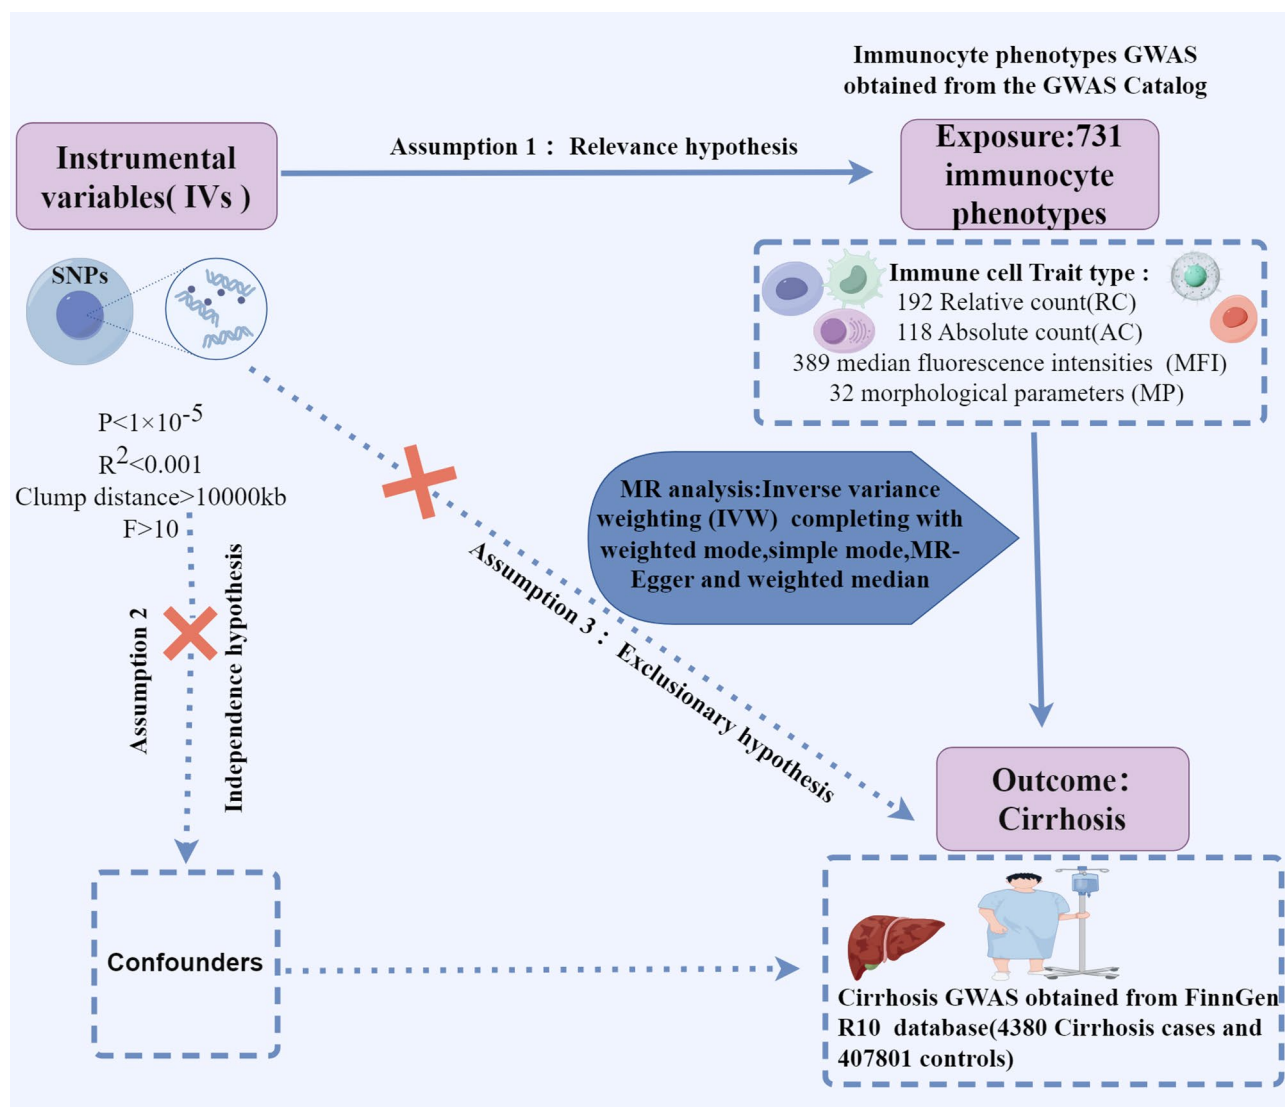 Immunocyte phenotypes GWAS
obtained from the GWAS Catalog
Instrumental
variables( IVs )
Assumption 1： Relevance hypothesis
Exposure:731
immunocyte
phenotypes
SNPs
Immune cell Trait type :
192 Relative count(RC)
118 Absolute count(AC)
389 median fluorescence intensities (MFI)
32 morphological parameters (MP)
P<1×10⁻⁵
R²<0.001
Clump distance>10000kb
F>10
MR analysis:Inverse variance
weighting (IVW) completing with
weighted mode,simple mode,MR-
Egger and weighted median
Assumption 2
Independence hypothesis
Assumption 3： Exclusionary hypothesis
Outcome：
Cirrhosis
Confounders
Cirrhosis GWAS obtained from FinnGen
R10 database(4380 Cirrhosis cases and
407801 controls)